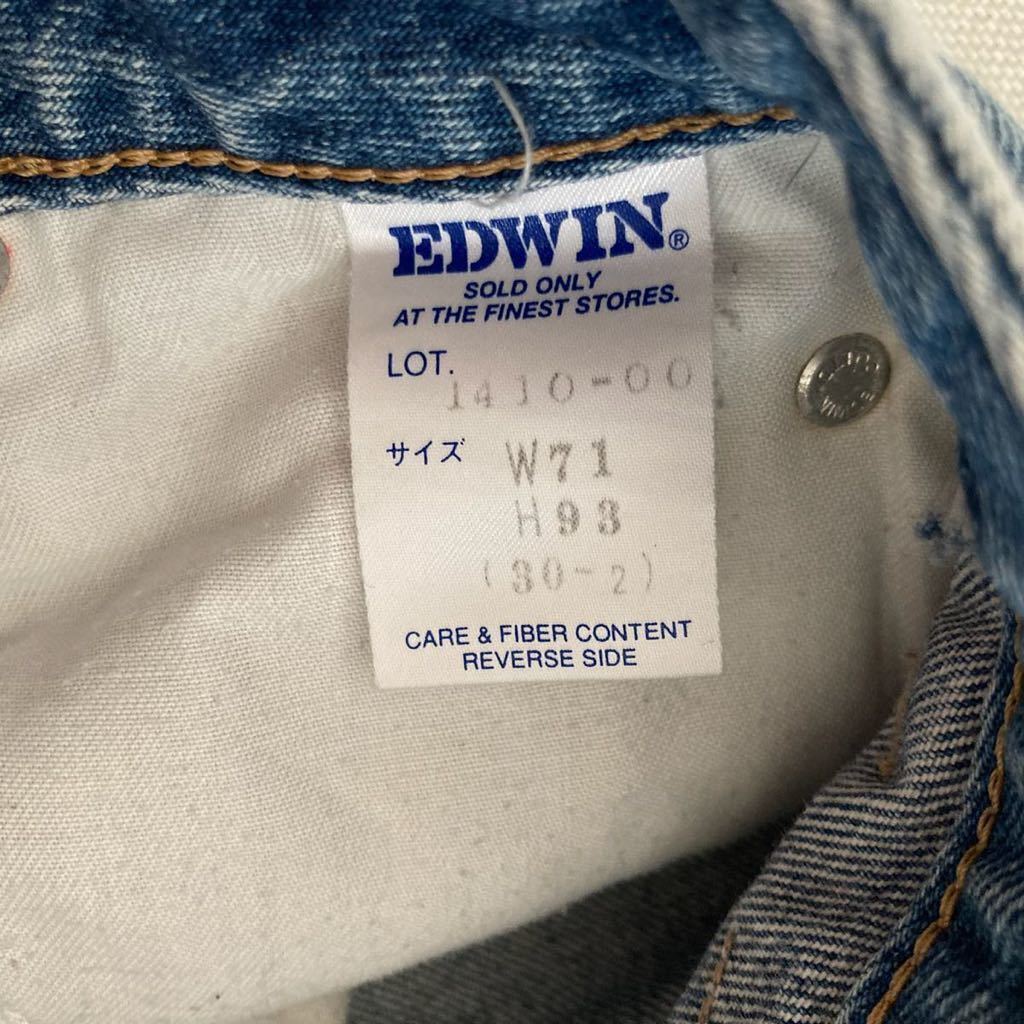 EDWIN®
SOLD ONLY
AT THE FINEST STORES.
LOT.
1410-00
サイズ W71
H93
(30-2)
CARE & FIBER CONTENT
REVERSE SIDE